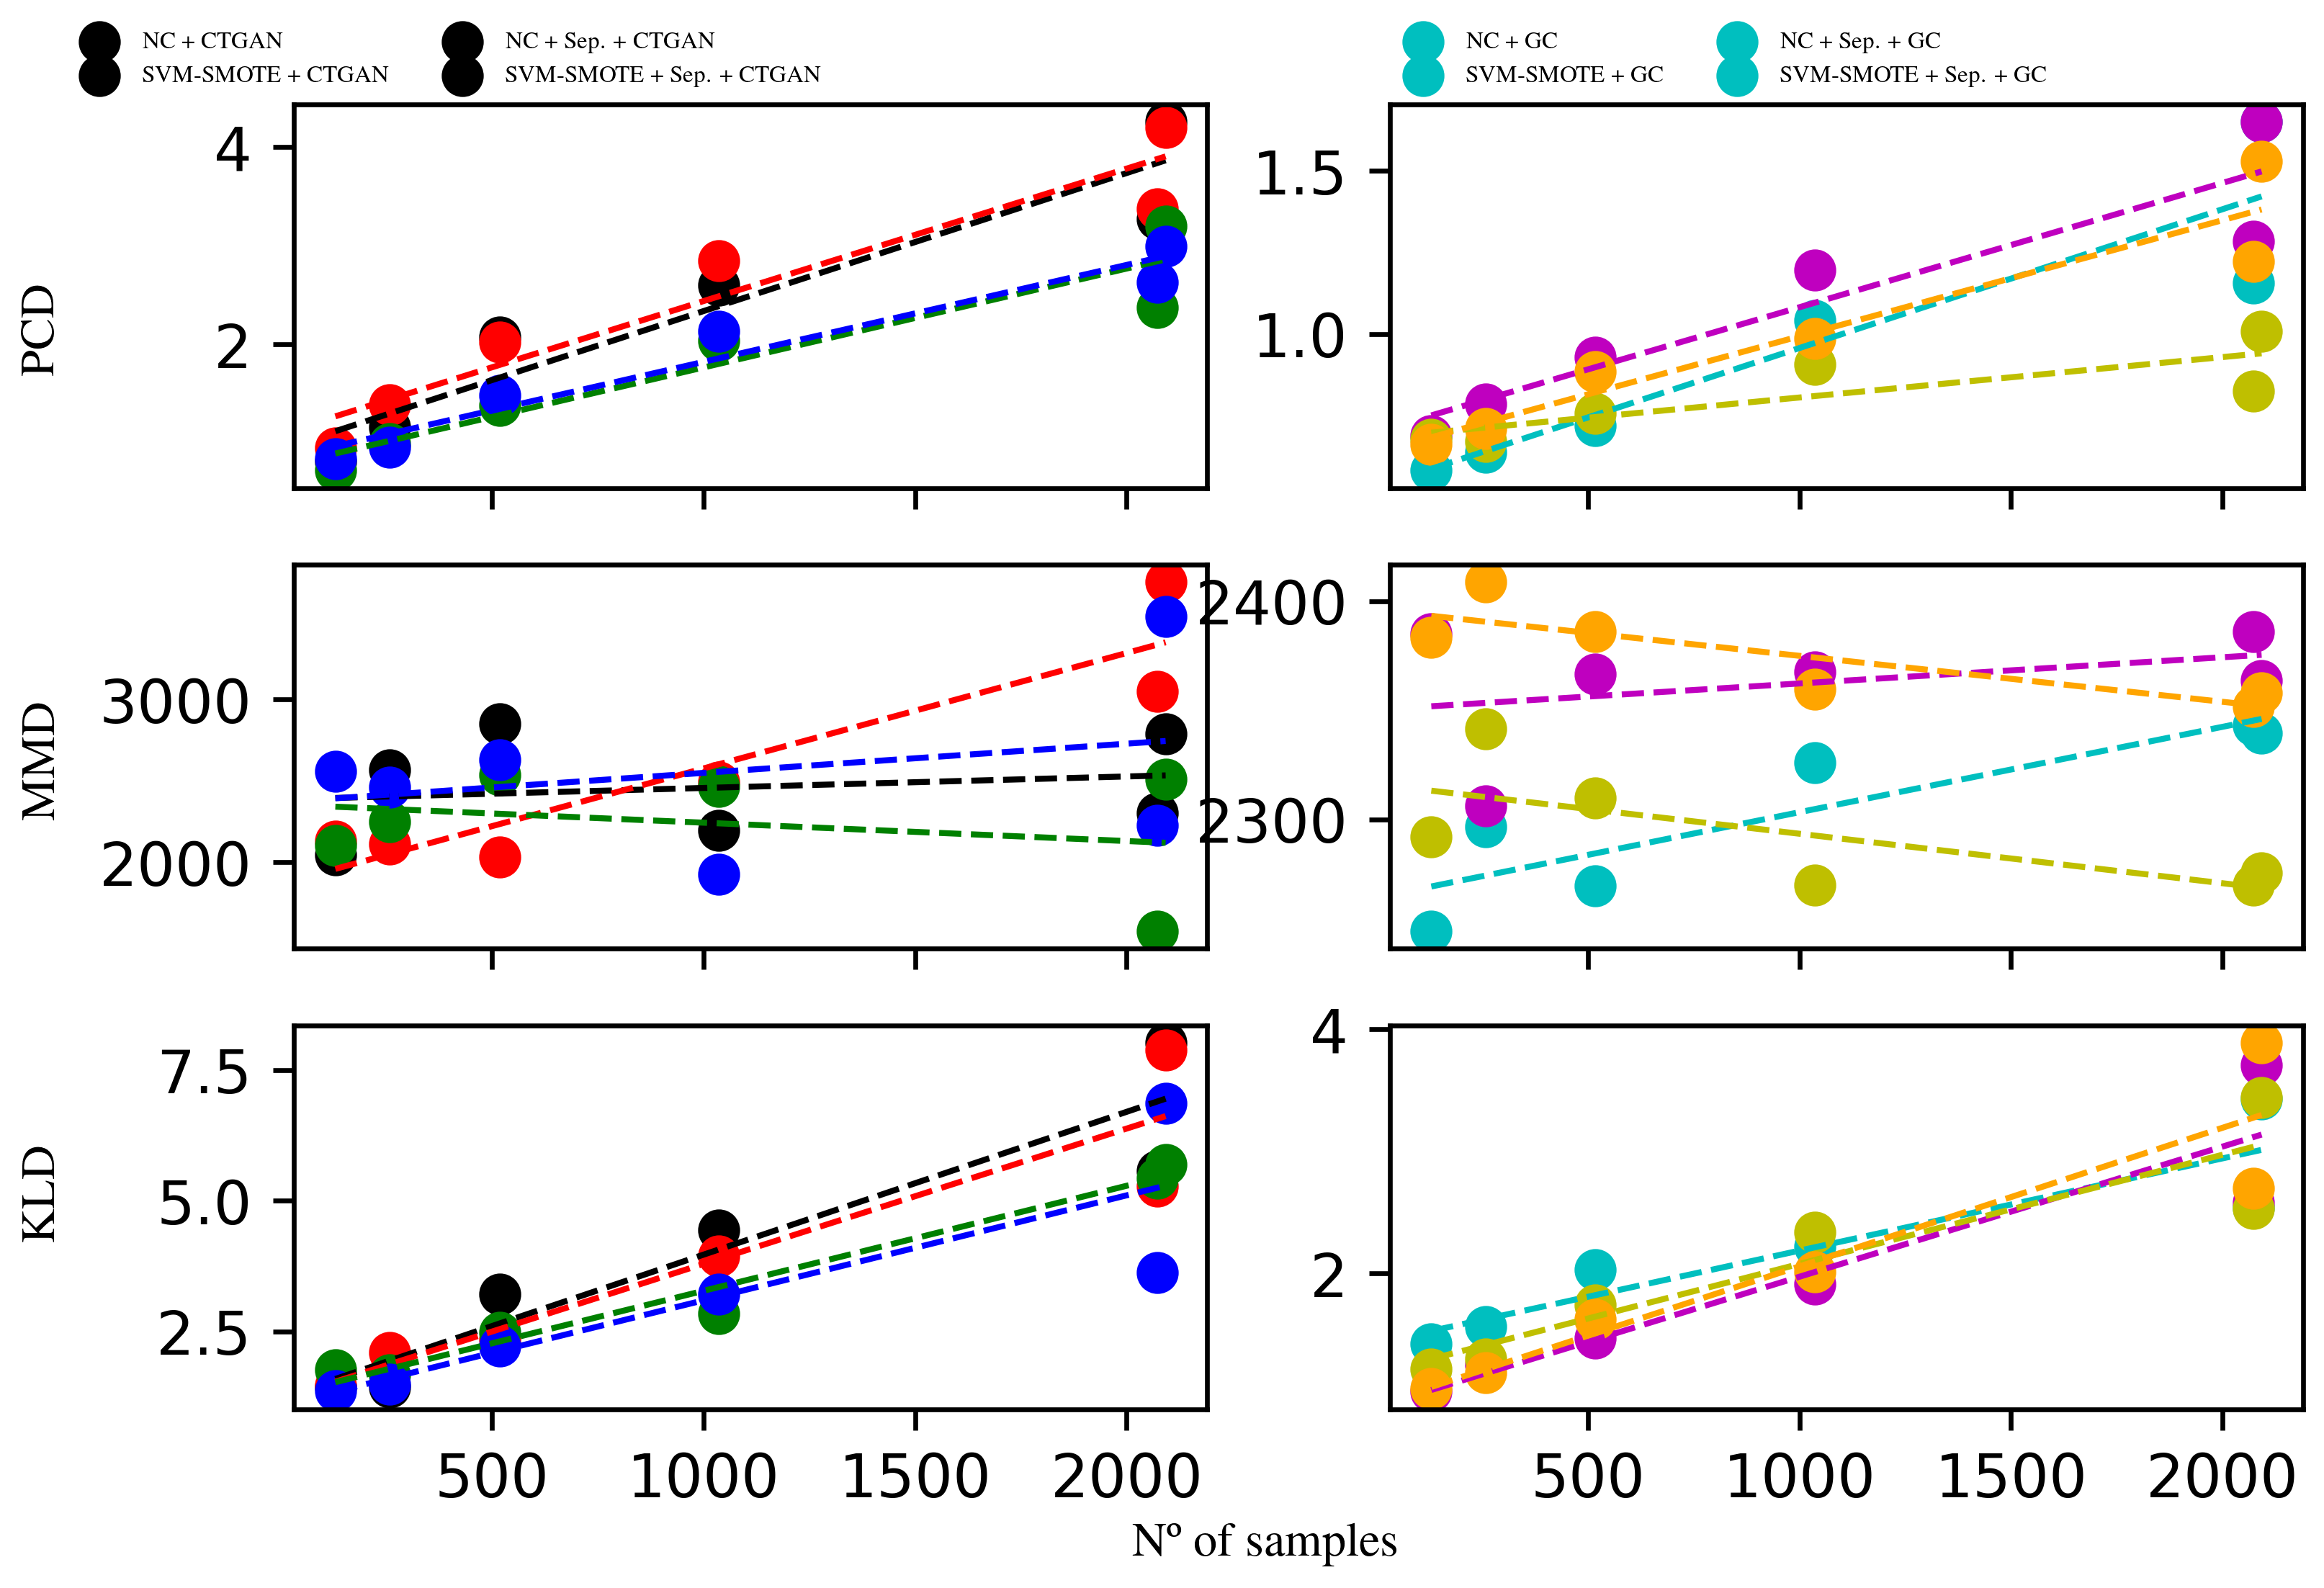 NC + CTGAN
NC + Sep. + CTGAN
SVM-SMOTE + CTGAN
SVM-SMOTE + Sep. + CTGAN
NC + GC
NC + Sep. + GC
SVM-SMOTE + GC
SVM-SMOTE + Sep. + GC
PCD
4
2
1.5
1.0
MMD
3000
2000
2400
2300
KLD
7.5
5.0
2.5
4
2
500 1000 1500 2000
500 1000 1500 2000
Nº of samples